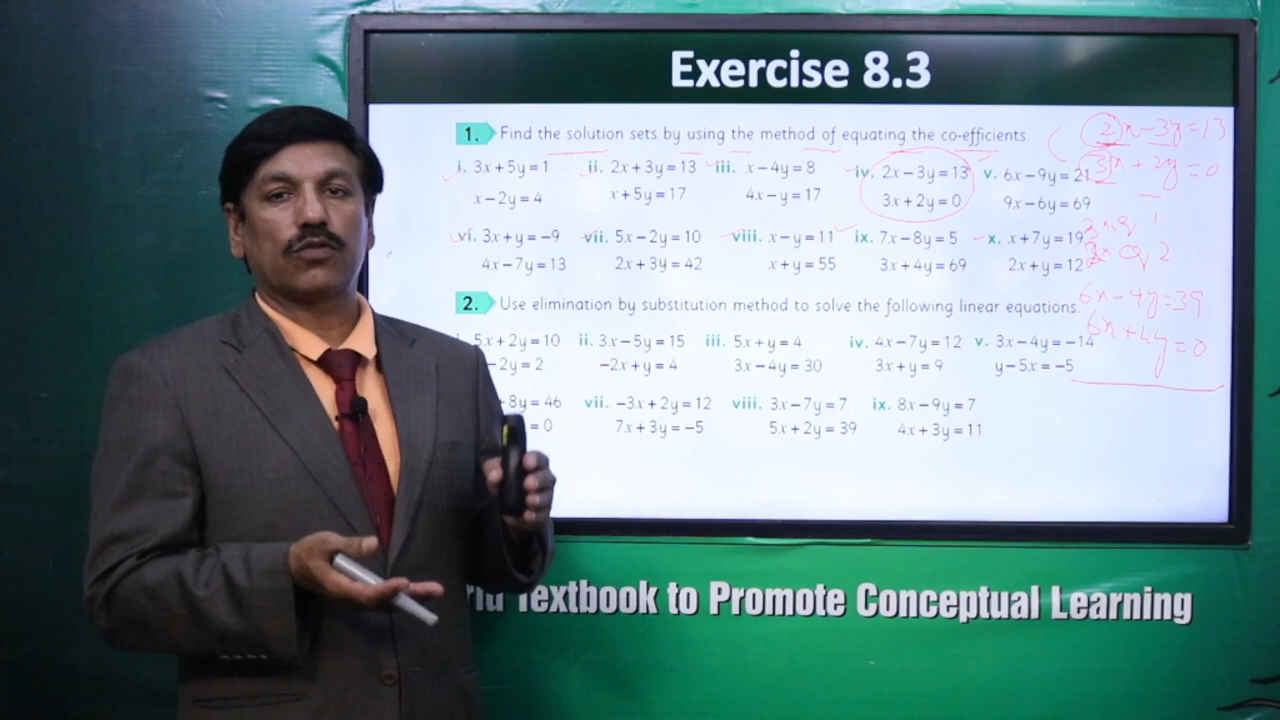 Exercise 8.3
1. Find the solution sets by using the method of equating the co-efficients.
i. 3x+5y=1 ii. 2x+3y=13 iii. x-4y=8 iv. 2x-3y=13 v. 6x-9y=21
x-2y=4 x+5y=17 4x-y=17 3x+2y=0 9x-6y=69
vi. 3x+y=-9 vii. 5x-2y=10 viii. x-y=11 ix. 7x-8y=5 x. x+7y=19
4x-7y=13 2x+3y=42 x+y=55 3x+4y=69 2x+y=12
2. Use elimination by substitution method to solve the following linear equations.
i. 5x+2y=10 ii. 3x-5y=15 iii. 5x+y=4 iv. 4x-7y=12 v. 3x-4y=-14
-2y=2 -2x+y=4 3x-4y=30 3x+y=9 y-5x=-5
+8y=46 vii. -3x+2y=12 viii. 3x-7y=7 ix. 8x-9y=7
=0 7x+3y=-5 5x+2y=39 4x+3y=11
2x-3y=13
3x+2y=0
6x-4y=39
6x+4y=0
Textbook to Promote Conceptual Learning